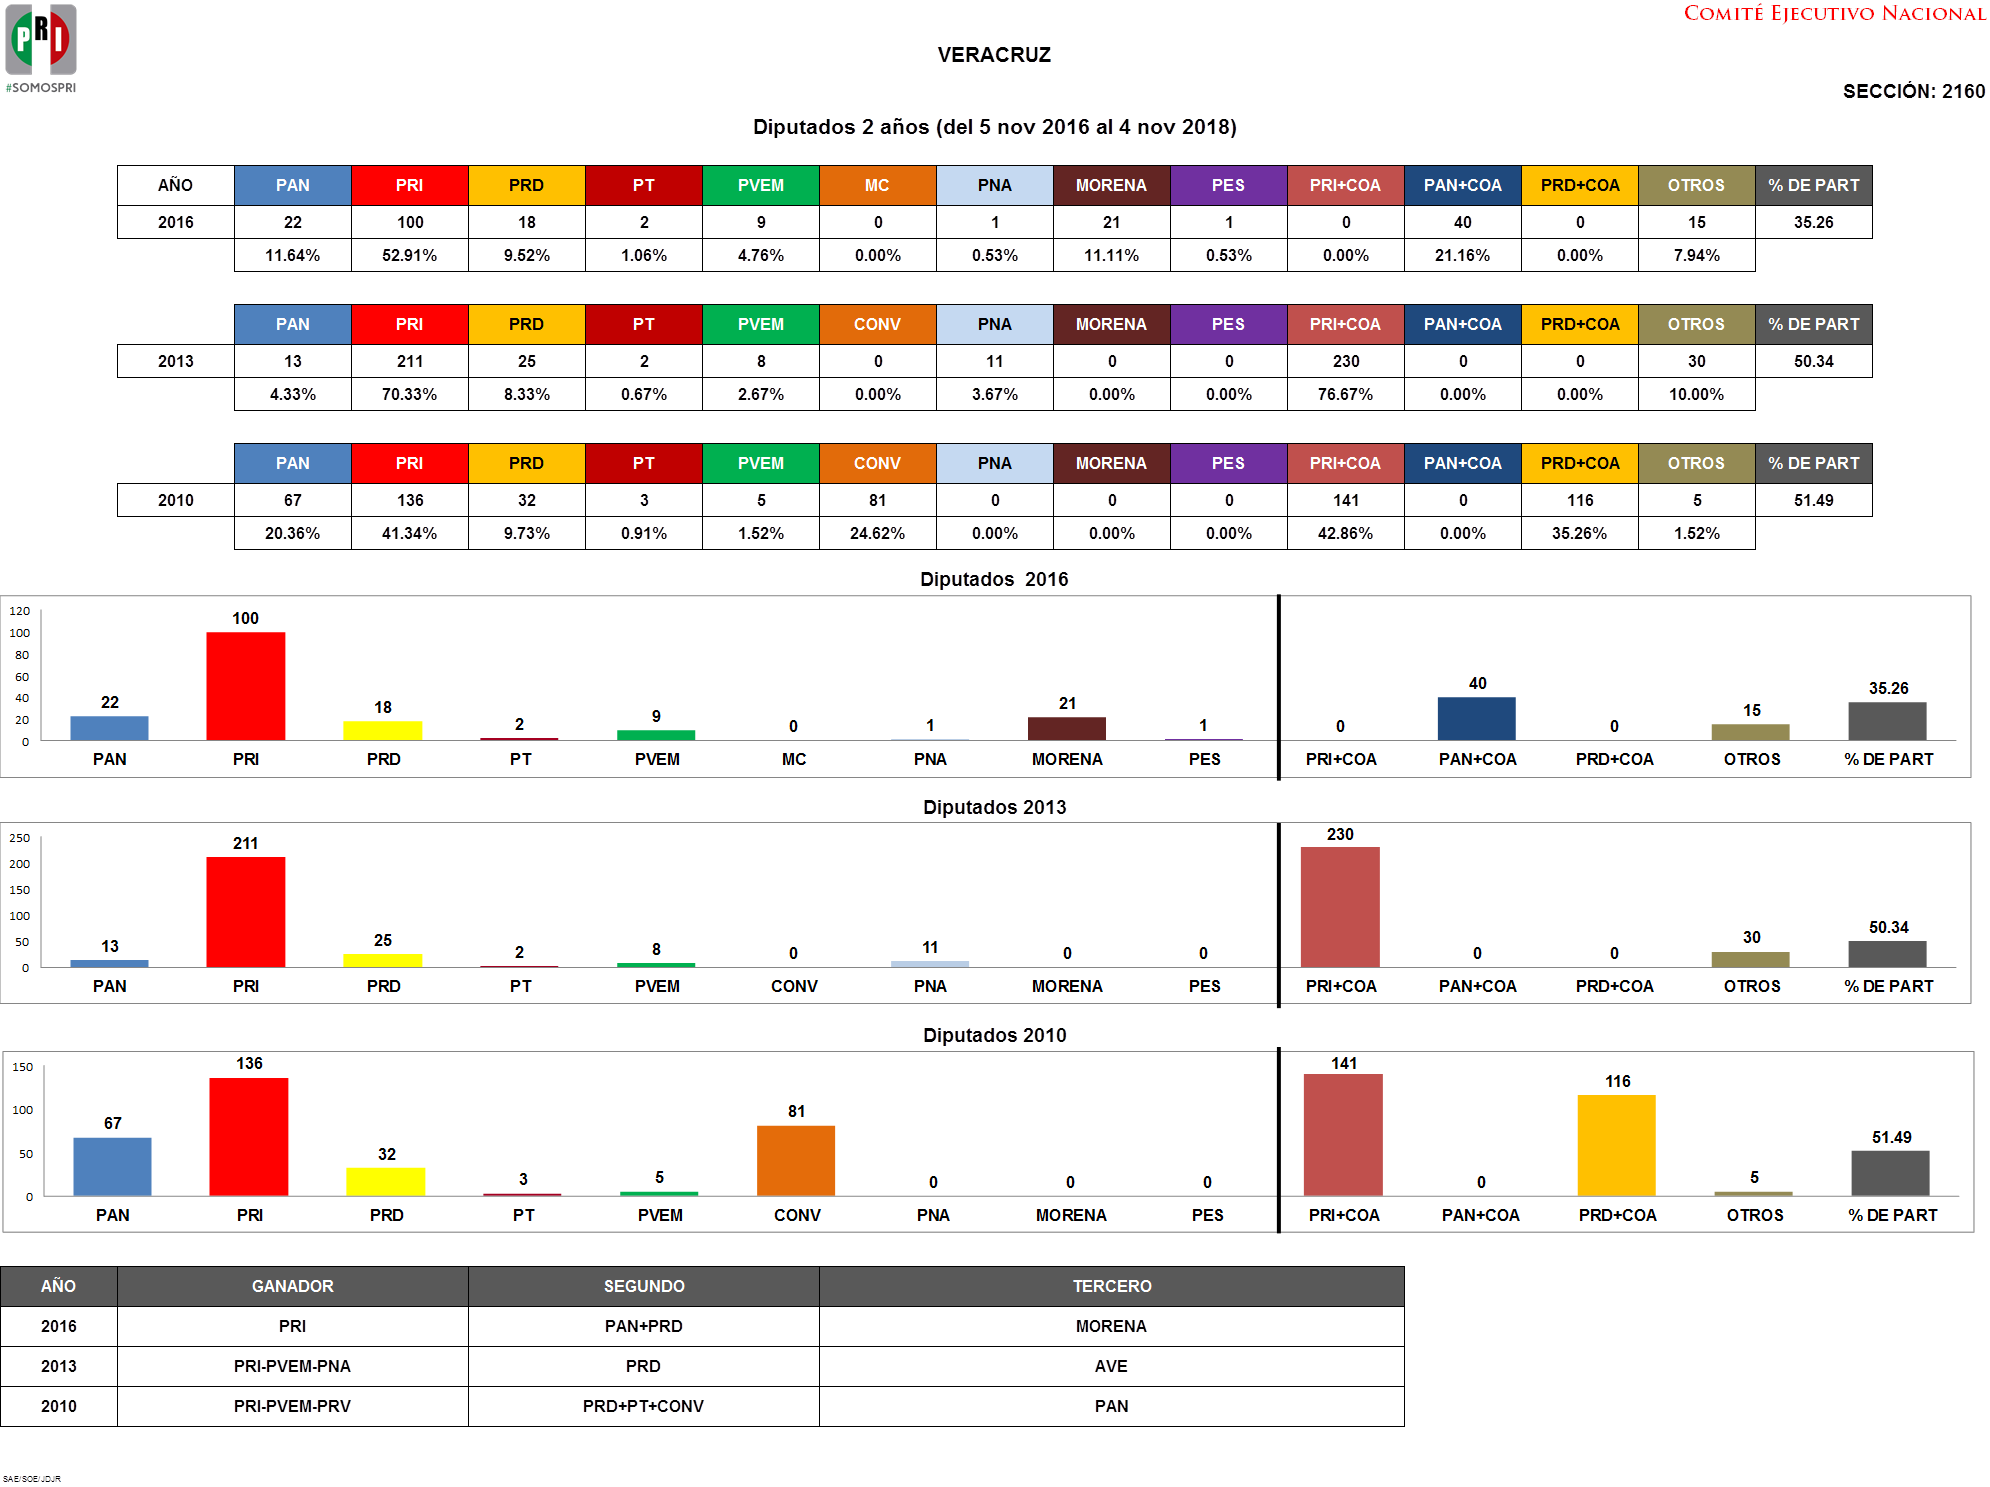 PRI
#SOMOSPRI
COMITÉ EJECUTIVO NACIONAL
VERACRUZ
SECCIÓN: 2160
Diputados 2 años (del 5 nov 2016 al 4 nov 2018)
AÑO PAN PRI PRD PT PVEM MC PNA MORENA PES PRI+COA PAN+COA PRD+COA OTROS % DE PART
2016 22 100 18 2 9 0 1 21 1 0 40 0 15 35.26
11.64% 52.91% 9.52% 1.06% 4.76% 0.00% 0.53% 11.11% 0.53% 0.00% 21.16% 0.00% 7.94%
PAN PRI PRD PT PVEM CONV PNA MORENA PES PRI+COA PAN+COA PRD+COA OTROS % DE PART
2013 13 211 25 2 8 0 11 0 0 230 0 0 30 50.34
4.33% 70.33% 8.33% 0.67% 2.67% 0.00% 3.67% 0.00% 0.00% 76.67% 0.00% 0.00% 10.00%
PAN PRI PRD PT PVEM CONV PNA MORENA PES PRI+COA PAN+COA PRD+COA OTROS % DE PART
2010 67 136 32 3 5 81 0 0 0 141 0 116 5 51.49
20.36% 41.34% 9.73% 0.91% 1.52% 24.62% 0.00% 0.00% 0.00% 42.86% 0.00% 35.26% 1.52%
Diputados 2016
120
100
80
60
40
20
0
22 100 18 2 9 0 1 21 1 0 40 0 15 35.26
PAN PRI PRD PT PVEM MC PNA MORENA PES PRI+COA PAN+COA PRD+COA OTROS % DE PART
Diputados 2013
250
200
150
100
50
0
13 211 25 2 8 0 11 0 0 230 0 0 30 50.34
PAN PRI PRD PT PVEM CONV PNA MORENA PES PRI+COA PAN+COA PRD+COA OTROS % DE PART
Diputados 2010
150
100
50
0
67 136 32 3 5 81 0 0 0 141 0 116 5 51.49
PAN PRI PRD PT PVEM CONV PNA MORENA PES PRI+COA PAN+COA PRD+COA OTROS % DE PART
AÑO GANADOR SEGUNDO TERCERO
2016 PRI PAN+PRD MORENA
2013 PRI-PVEM-PNA PRD AVE
2010 PRI-PVEM-PRV PRD+PT+CONV PAN
SAE/SOE/JDJR